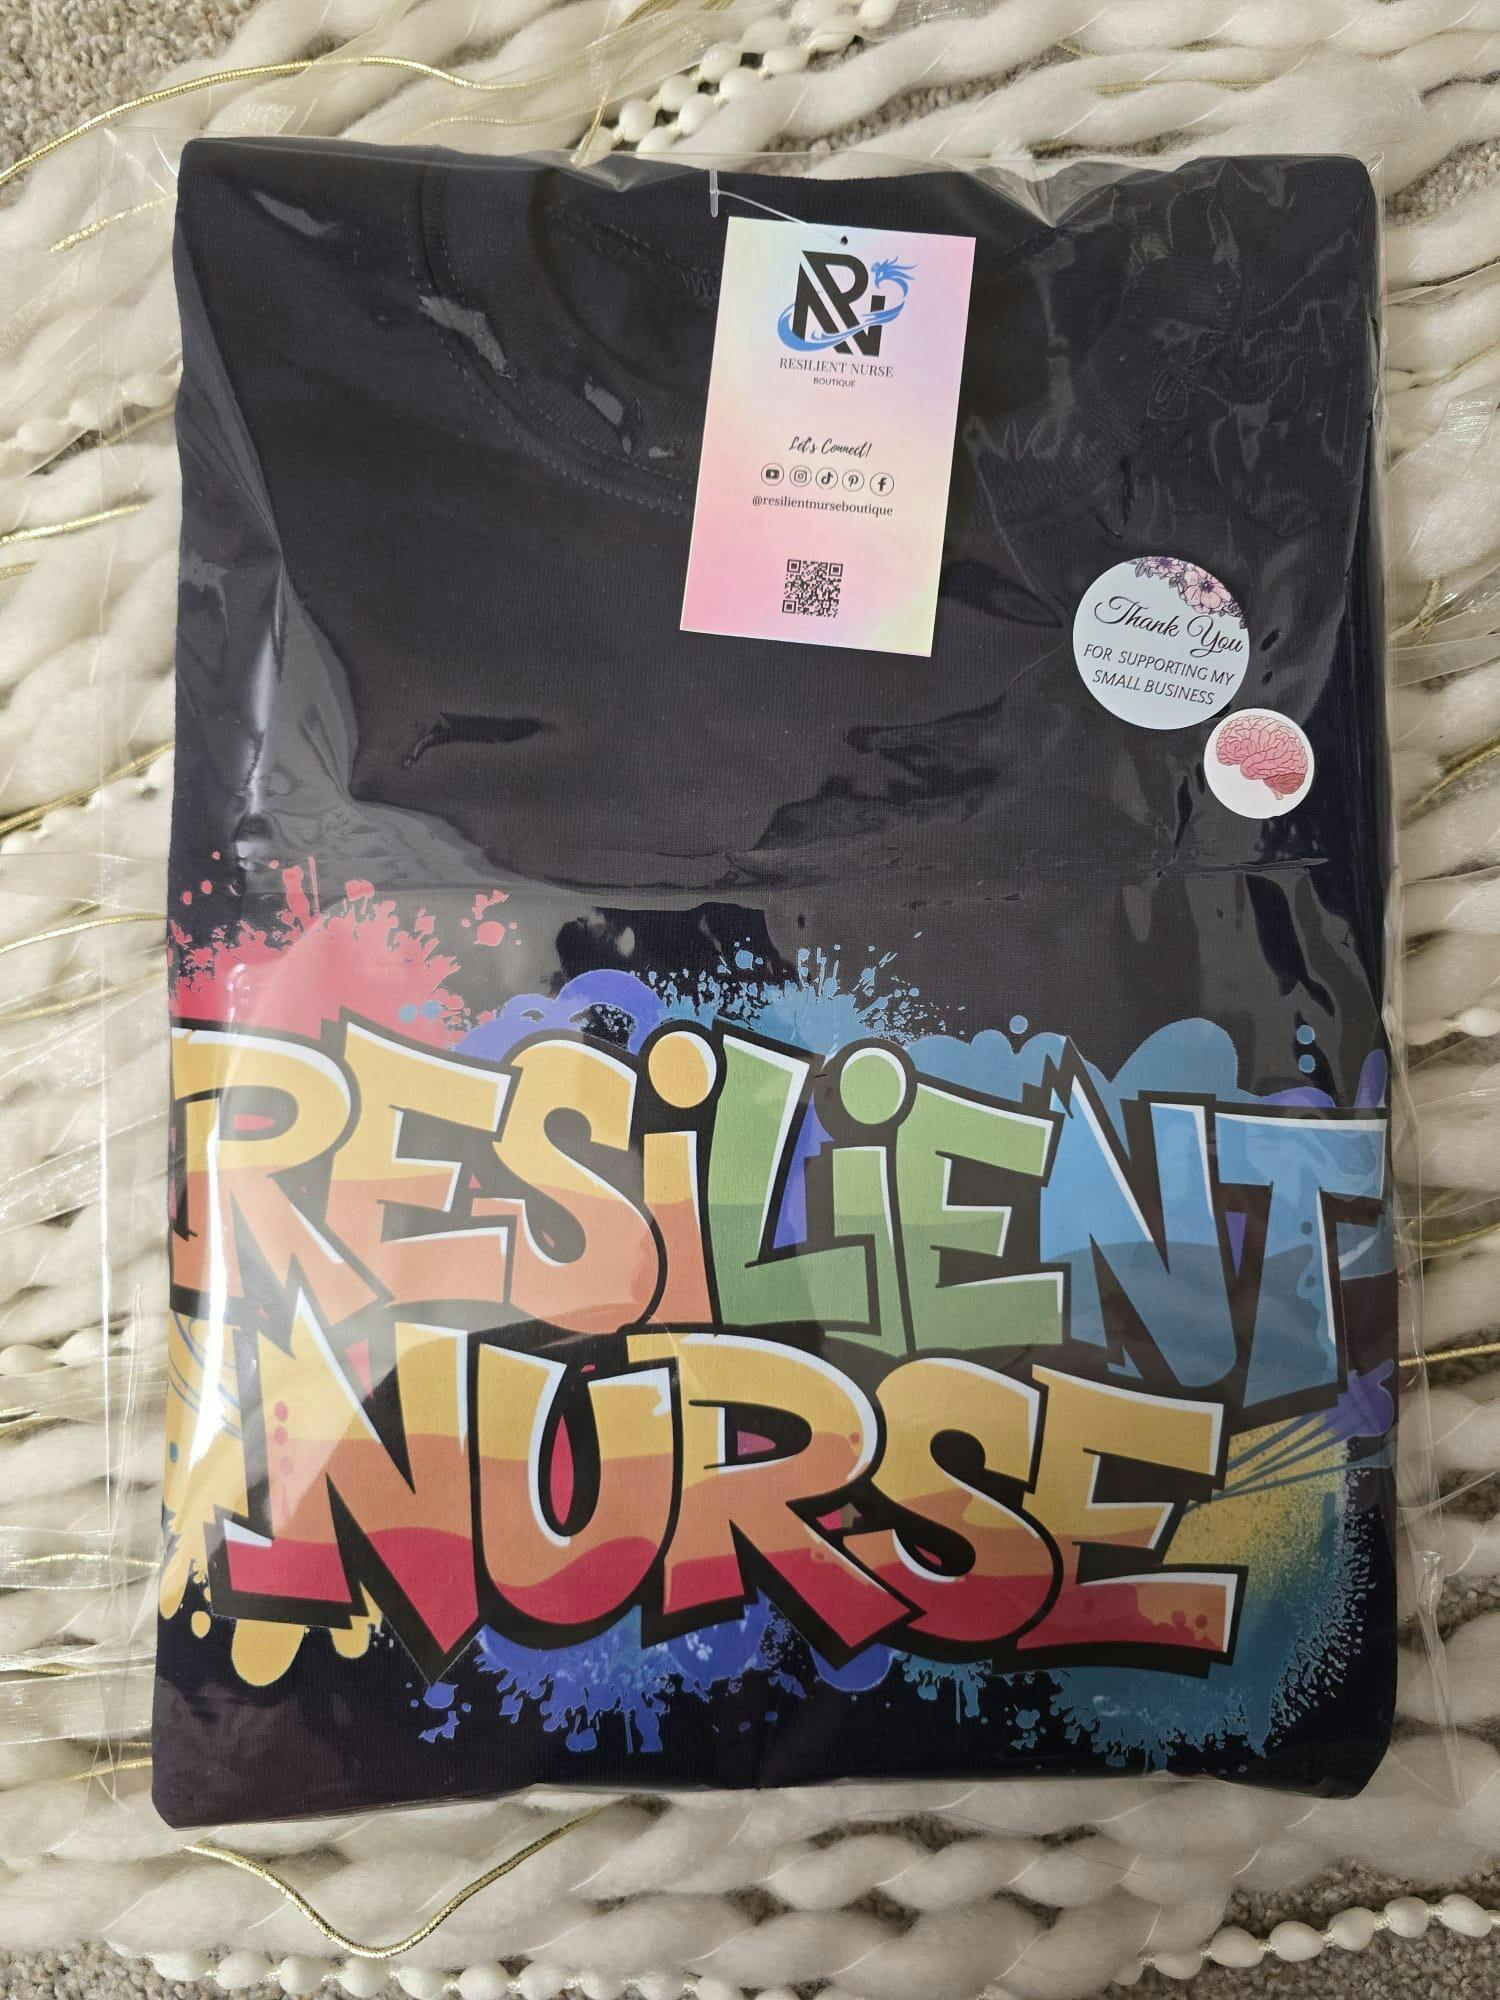 RN
RESILIENT NURSE
BOUTIQUE
Let's Connect!
@resilientnurseboutique
Thank You
FOR SUPPORTING MY
SMALL BUSINESS
RESiLiENT
NURSE